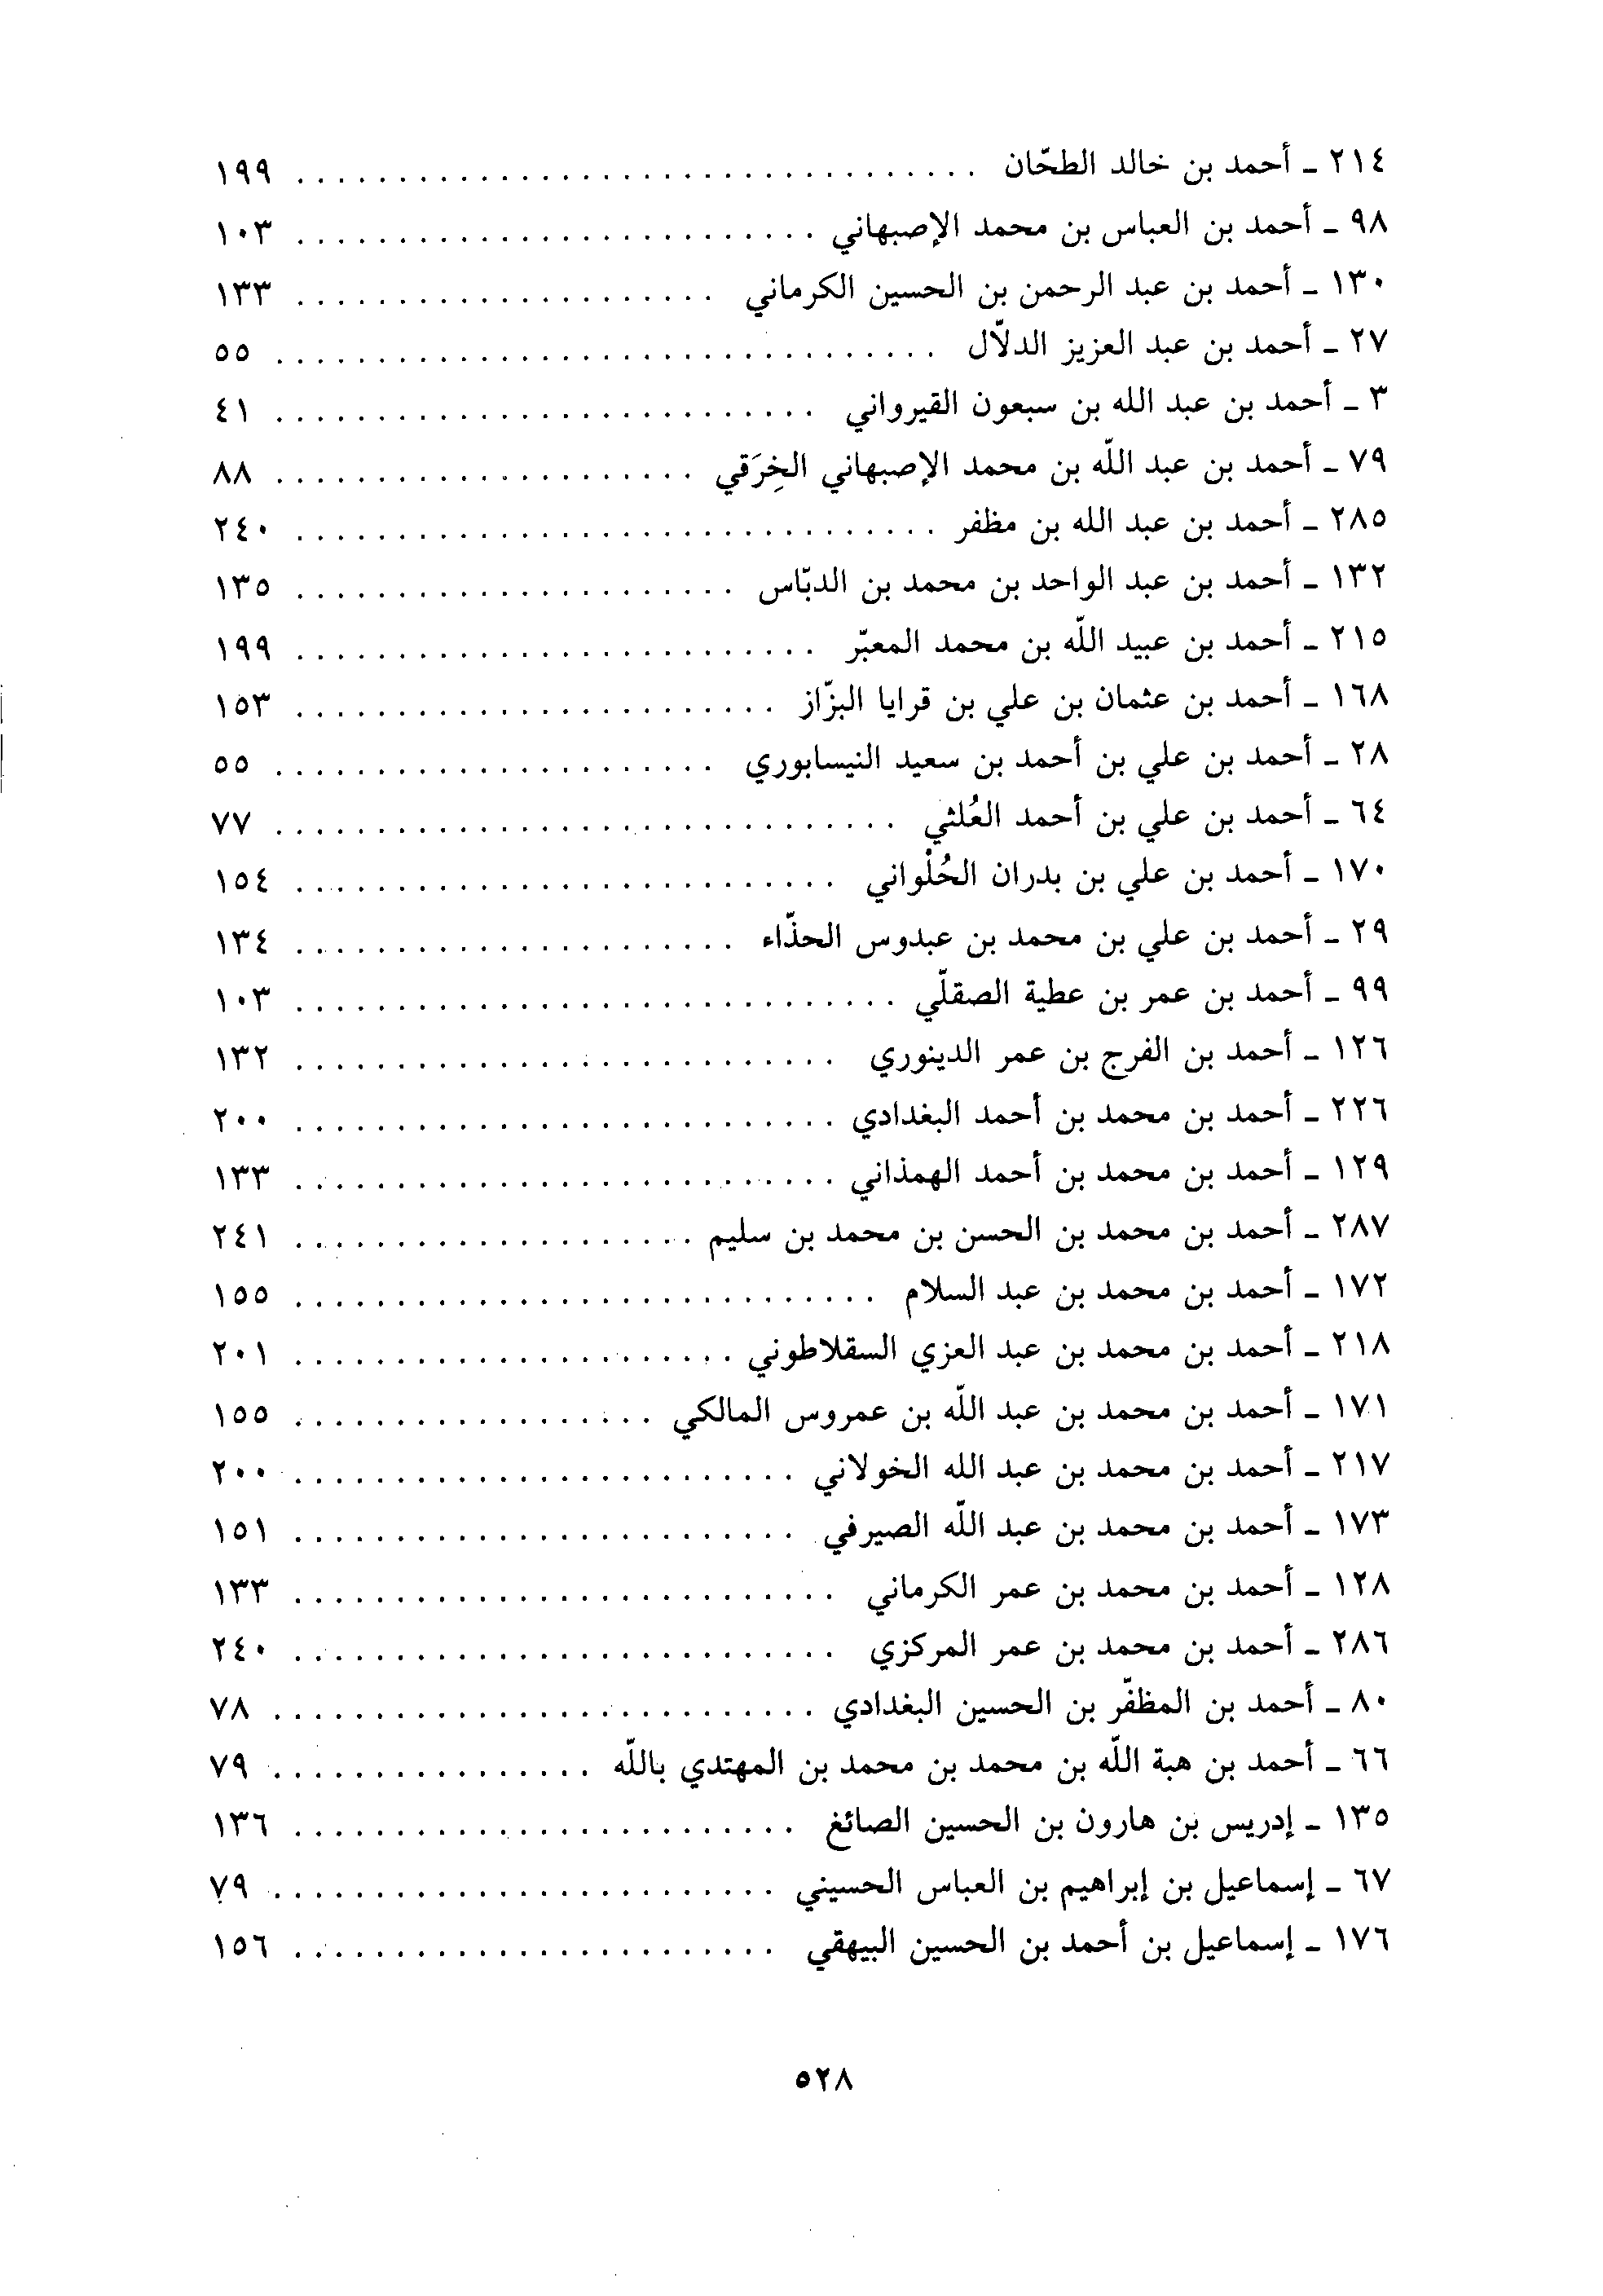 ٢١٤ ـ أحمد بن خالد الطحّان . . . . . . . . . . . . . . . . . . . . ١٩٩
٩٨ ـ أحمد بن العباس بن محمد الإصبهاني . . . . . . . . . . . . . . . . . . . . ١٠٣
١٣٠ ـ أحمد بن عبد الرحمن بن الحسين الكرماني . . . . . . . . . . . . . . . . . . . . ١٣٣
٢٧ ـ أحمد بن عبد العزيز الدلّال . . . . . . . . . . . . . . . . . . . . ٥٥
٣ ـ أحمد بن عبد الله بن سبعون القيرواني . . . . . . . . . . . . . . . . . . . . ٤١
٧٩ ـ أحمد بن عبد اللّه بن محمد الإصبهاني الخِرَقي . . . . . . . . . . . . . . . . . . . . ٨٨
٢٨٥ ـ أحمد بن عبد الله بن مظفر . . . . . . . . . . . . . . . . . . . . ٢٤٠
١٣٢ ـ أحمد بن عبد الواحد بن محمد بن الدبّاس . . . . . . . . . . . . . . . . . . . . ١٣٥
٢١٥ ـ أحمد بن عبيد اللّه بن محمد المعبّر . . . . . . . . . . . . . . . . . . . . ١٩٩
١٦٨ ـ أحمد بن عثمان بن علي بن قرايا البزّاز . . . . . . . . . . . . . . . . . . . . ١٥٣
٢٨ ـ أحمد بن علي بن أحمد بن سعيد النيسابوري . . . . . . . . . . . . . . . . . . . . ٥٥
٦٤ ـ أحمد بن علي بن أحمد العُلثي . . . . . . . . . . . . . . . . . . . . ٧٧
١٧٠ ـ أحمد بن علي بن بدران الحُلْواني . . . . . . . . . . . . . . . . . . . . ١٥٤
٢٩ ـ أحمد بن علي بن محمد بن عبدوس الحذّاء . . . . . . . . . . . . . . . . . . . . ١٣٤
٩٩ ـ أحمد بن عمر بن عطية الصقلّي . . . . . . . . . . . . . . . . . . . . ١٠٣
١٢٦ ـ أحمد بن الفرج بن عمر الدينوري . . . . . . . . . . . . . . . . . . . . ١٣٢
٢٢٦ ـ أحمد بن محمد بن أحمد البغدادي . . . . . . . . . . . . . . . . . . . . ٢٠٠
١٢٩ ـ أحمد بن محمد بن أحمد الهمذاني . . . . . . . . . . . . . . . . . . . . ١٣٣
٢٨٧ ـ أحمد بن محمد بن الحسن بن محمد بن سليم . . . . . . . . . . . . . . . . . . . . ٢٤١
١٧٢ ـ أحمد بن محمد بن عبد السلام . . . . . . . . . . . . . . . . . . . . ١٥٥
٢١٨ ـ أحمد بن محمد بن عبد العزي السقلاطوني . . . . . . . . . . . . . . . . . . . . ٢٠١
١٧١ ـ أحمد بن محمد بن عبد اللّه بن عمروس المالكي . . . . . . . . . . . . . . . . . . ١٥٥
٢١٧ ـ أحمد بن محمد بن عبد الله الخولاني . . . . . . . . . . . . . . . . . . . . ٢٠٠
١٧٣ ـ أحمد بن محمد بن عبد اللّه الصيرفي . . . . . . . . . . . . . . . . . . . . ١٥١
١٢٨ ـ أحمد بن محمد بن عمر الكرماني . . . . . . . . . . . . . . . . . . . . ١٣٣
٢٨٦ ـ أحمد بن محمد بن عمر المركزي . . . . . . . . . . . . . . . . . . . . ٢٤٠
٨٠ ـ أحمد بن المظفّر بن الحسين البغدادي . . . . . . . . . . . . . . . . . . . . ٧٨
٦٦ ـ أحمد بن هبة اللّه بن محمد بن محمد بن المهتدي باللّه . . . . . . . . . . . . . . . . ٧٩
١٣٥ ـ إدريس بن هارون بن الحسين الصائغ . . . . . . . . . . . . . . . . . . . . ١٣٦
٦٧ ـ إسماعيل بن إبراهيم بن العباس الحسيني . . . . . . . . . . . . . . . . . . . . ٧٩
١٧٦ ـ إسماعيل بن أحمد بن الحسين البيهقي . . . . . . . . . . . . . . . . . . . . ١٥٦
٥٢٨